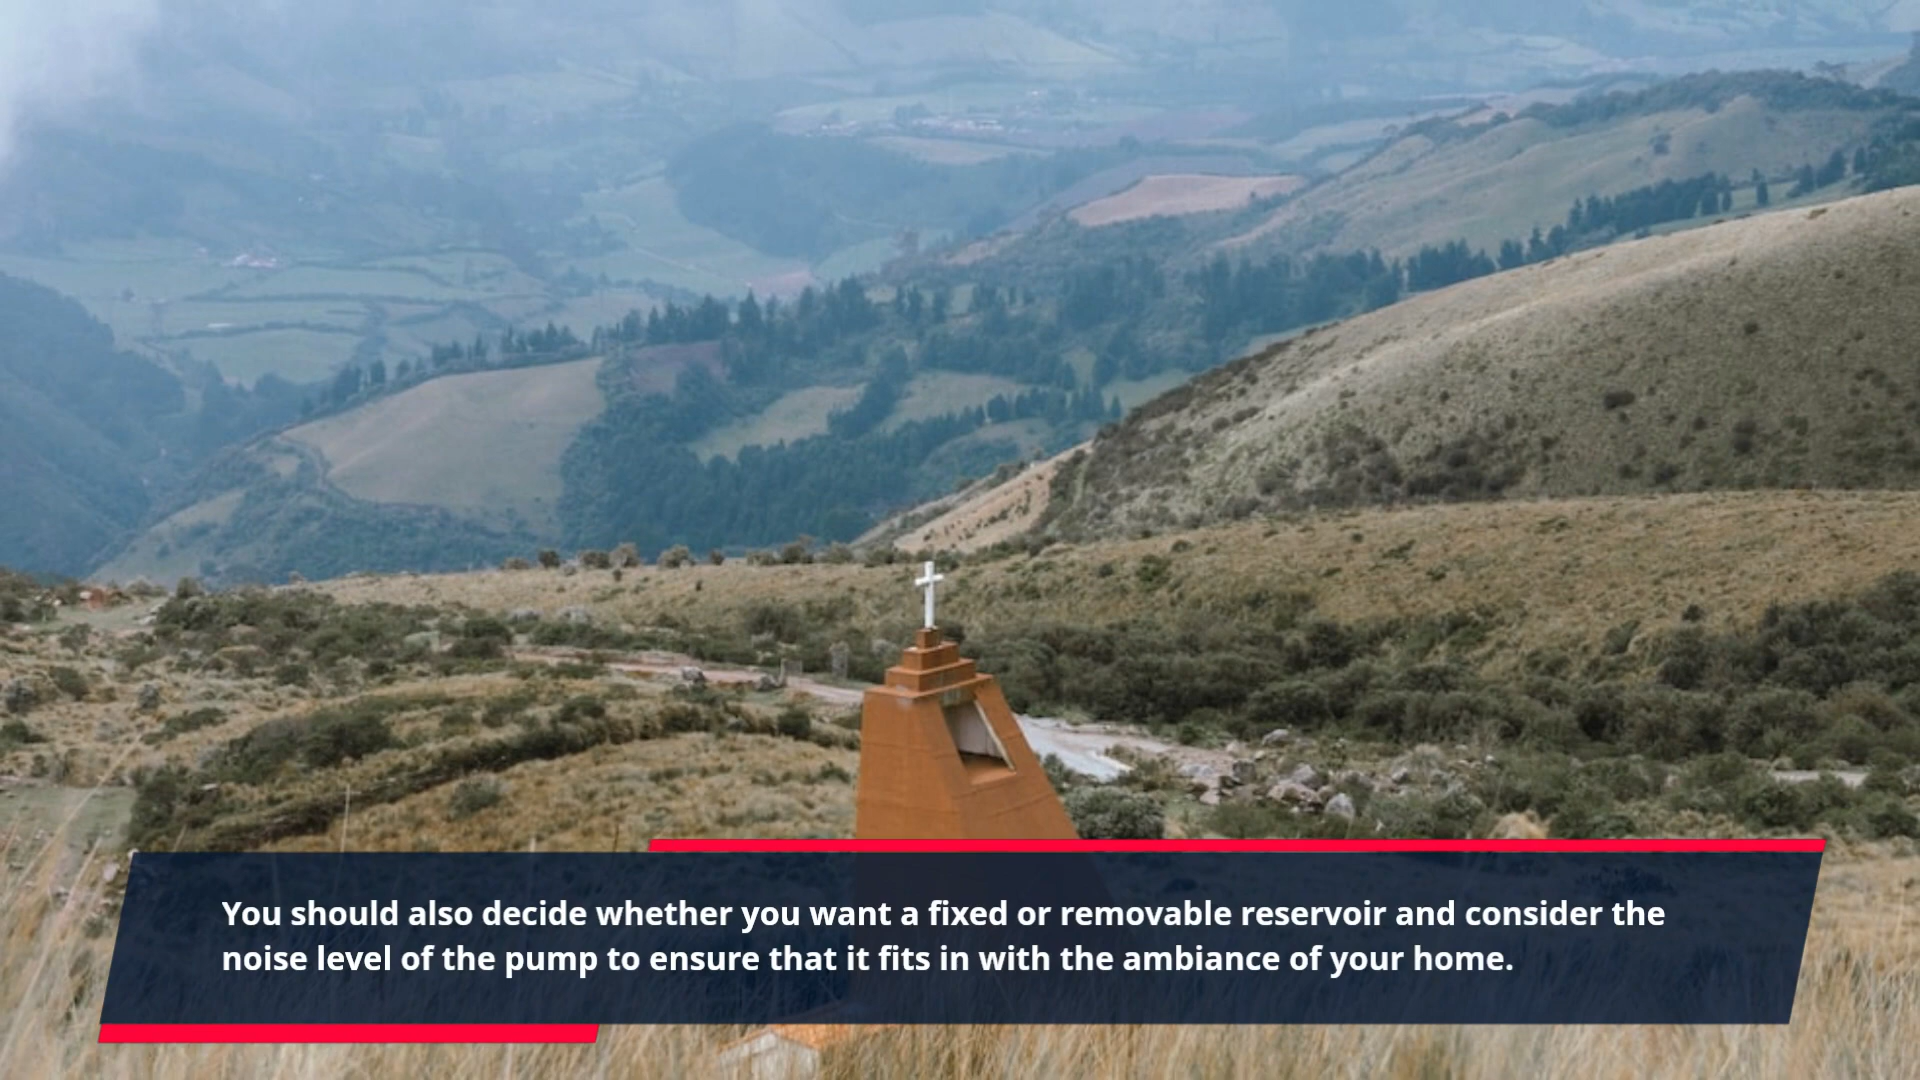 You should also decide whether you want a fixed or removable reservoir and consider the
noise level of the pump to ensure that it fits in with the ambiance of your home.